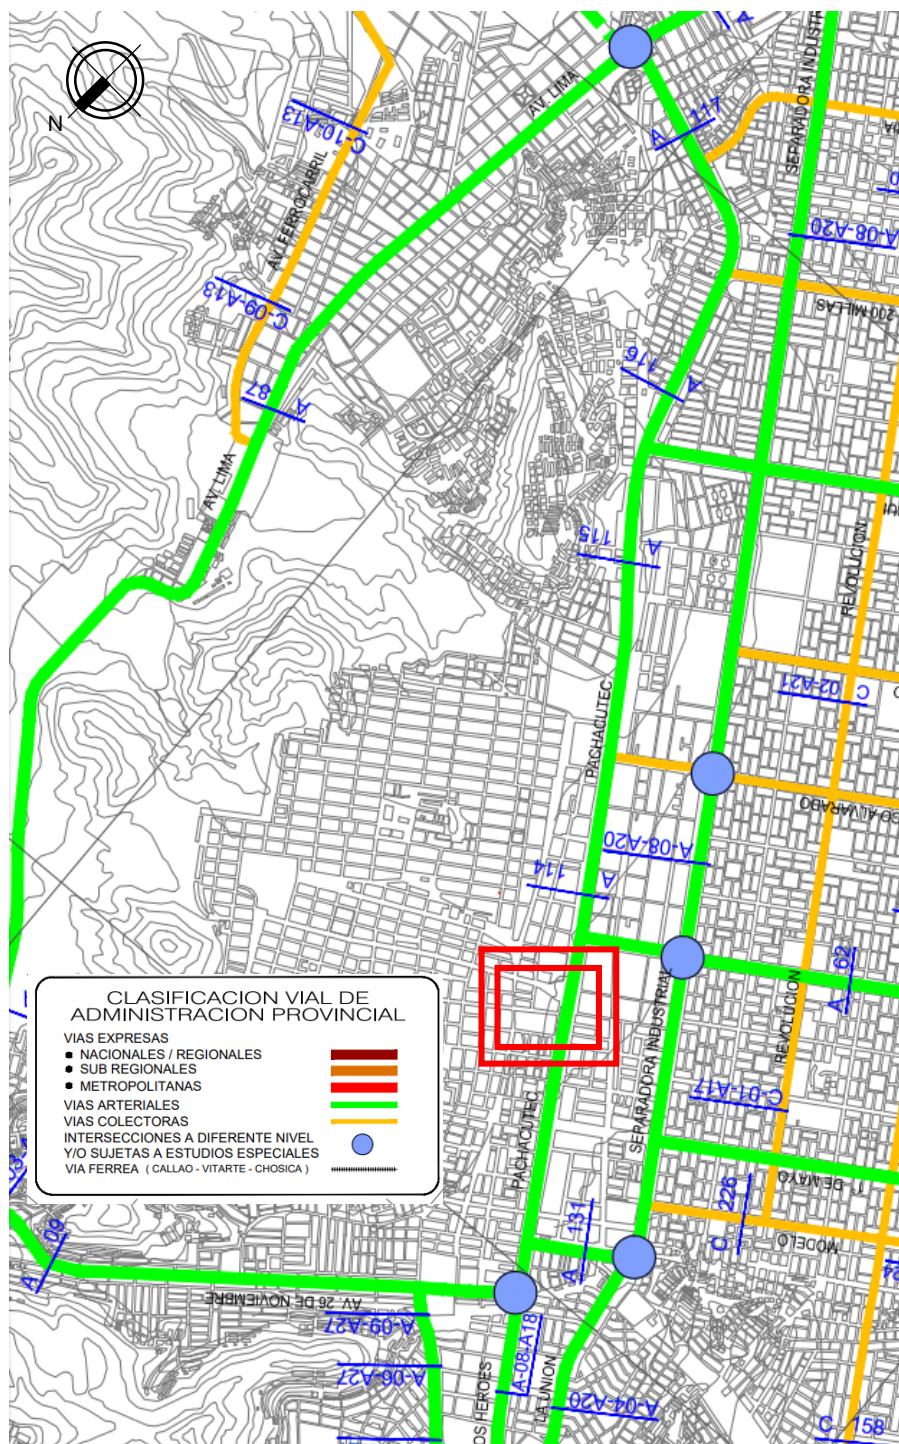 N
C-10-A13
AV. LIMA
A 117
SEPARADORA INDUSTR
AV. FERROCARRIL
A-08-A20
C-09-A13
200 MILLAS
A 116
A 87
AV. LIMA
A 115
REVOLUCION
C 02-A21
PACHACUTEC
CO ALVARADO
A-08-A20
A 114
A 62
SEPARADORA INDUSTRIAL
REVOLUCION
C-01-A17
PACHACUTEC
CLASIFICACION VIAL DE
ADMINISTRACION PROVINCIAL
VIAS EXPRESAS
NACIONALES / REGIONALES
SUB REGIONALES
METROPOLITANAS
VIAS ARTERIALES
VIAS COLECTORAS
INTERSECCIONES A DIFERENTE NIVEL
Y/O SUJETAS A ESTUDIOS ESPECIALES
VIA FERREA ( CALLAO - VITARTE - CHOSICA )
1° DE MAYO
C 226
A 131
MODELO
A 09
AV. 26 DE NOVIEMBRE
A-09-A27
A-08-A18
A-06-A27
OS HEROES
LA UNION
A-04-A20
C 158